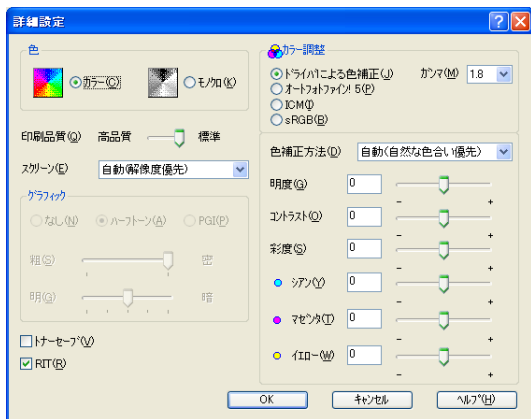 詳細設定
色
カラー(C)
モノクロ(K)
印刷品質(Q) 高品質 標準
スクリーン(E) 自動(解像度優先)
グラフィック
なし(N) ハーフトーン(A) PGI(P)
粗(S) 密
明(G) 暗
トナーセーブ(V)
RIT(R)
カラー調整
ドライバによる色補正(J) ガンマ(M) 1.8
オートフォトファイン!5(P)
ICM(I)
sRGB(B)
色補正方法(D) 自動(自然な色合い優先)
明度(G) 0
- +
コントラスト(O) 0
- +
彩度(S) 0
- +
シアン(Y) 0
- +
マゼンタ(T) 0
- +
イエロー(W) 0
- +
OK キャンセル ヘルプ(H)